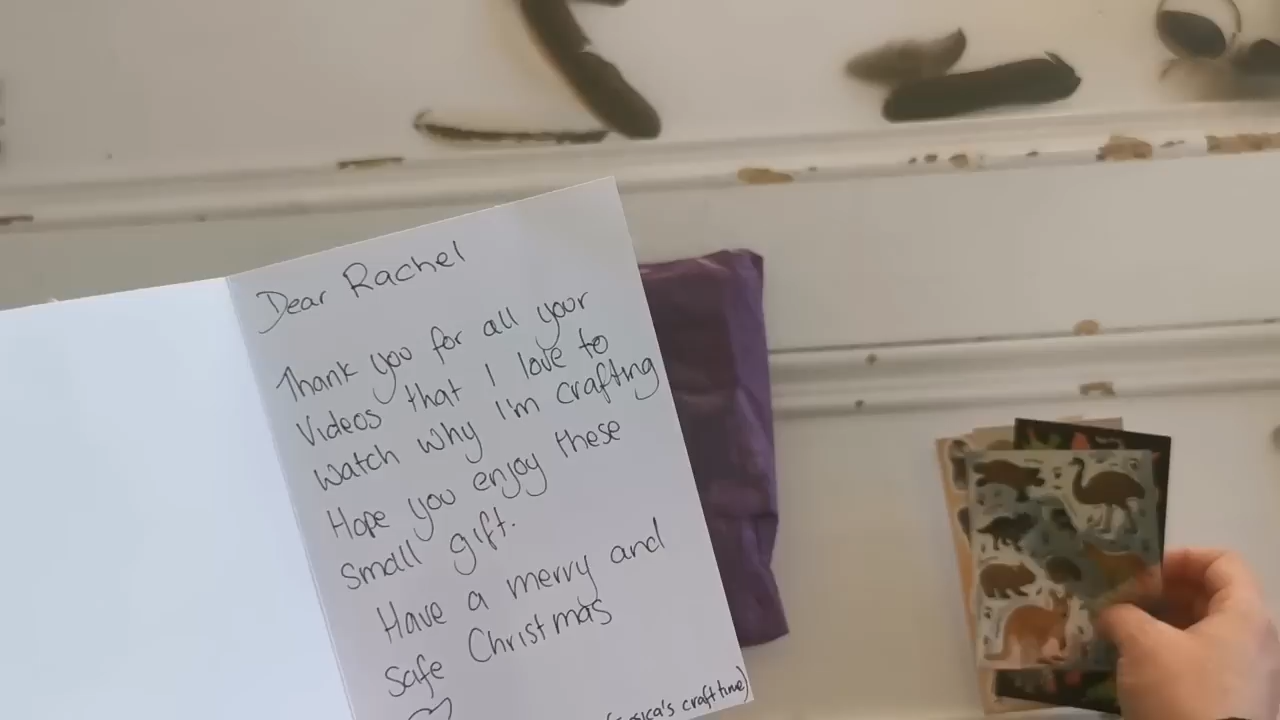 Dear Rachel
Thank you for all your
Videos that I love to
watch why I'm crafting
Hope you enjoy these
small gift.
Have a merry and
safe Christmas
craft time)